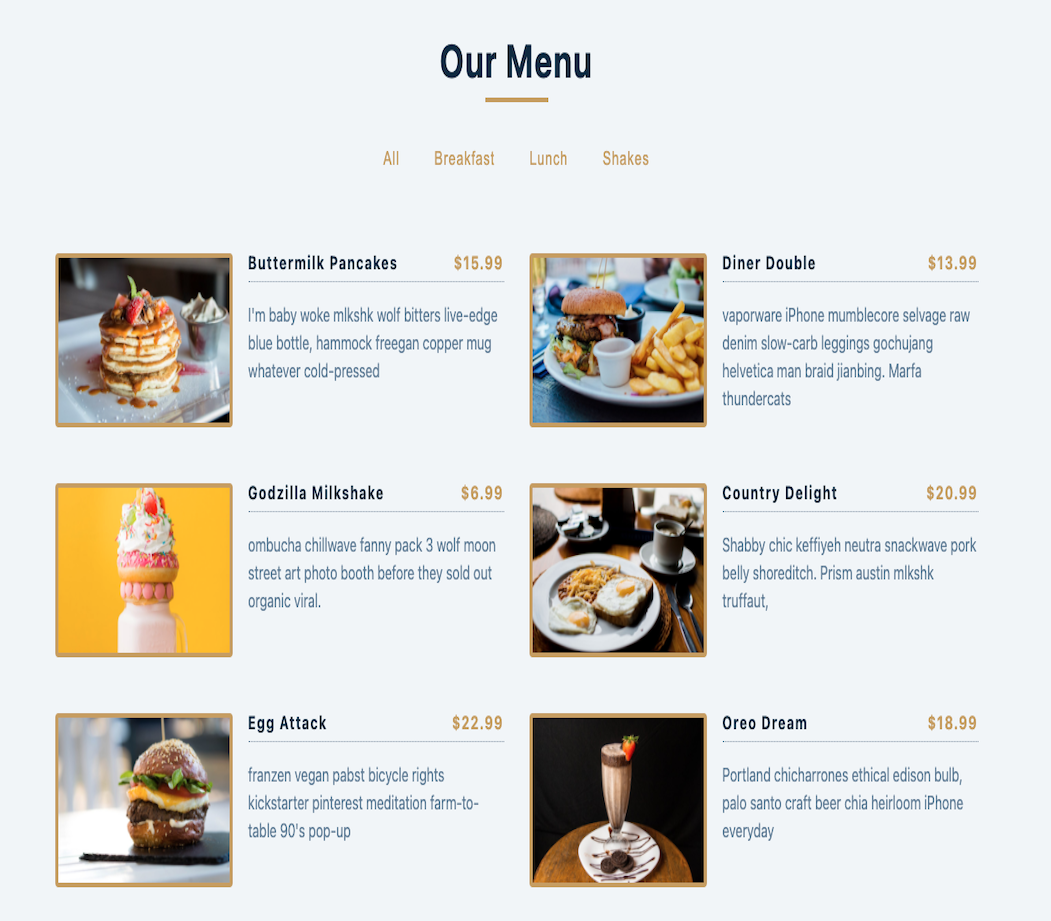 Our Menu
All Breakfast Lunch Shakes
Buttermilk Pancakes $15.99
I'm baby woke mlkshk wolf bitters live-edge
blue bottle, hammock freegan copper mug
whatever cold-pressed
Diner Double $13.99
vaporware iPhone mumblecore selvage raw
denim slow-carb leggings gochujang
helvetica man braid jianbing. Marfa
thundercats
Godzilla Milkshake $6.99
ombucha chillwave fanny pack 3 wolf moon
street art photo booth before they sold out
organic viral.
Country Delight $20.99
Shabby chic keffiyeh neutra snackwave pork
belly shoreditch. Prism austin mlkshk
truffaut,
Egg Attack $22.99
franzen vegan pabst bicycle rights
kickstarter pinterest meditation farm-to-
table 90's pop-up
Oreo Dream $18.99
Portland chicharrones ethical edison bulb,
palo santo craft beer chia heirloom iPhone
everyday